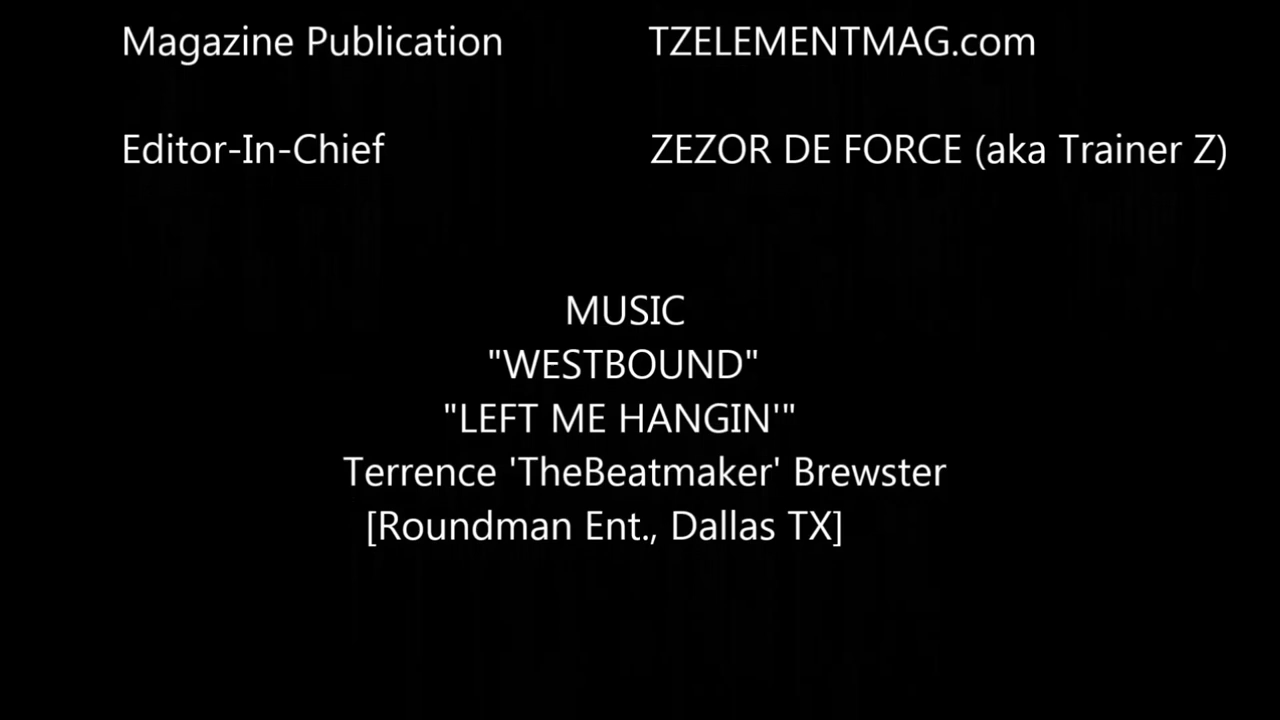 Magazine Publication TZELEMENTMAG.com
Editor-In-Chief ZEZOR DE FORCE (aka Trainer Z)
MUSIC
"WESTBOUND"
"LEFT ME HANGIN'"
Terrence 'TheBeatmaker' Brewster
[Roundman Ent., Dallas TX]